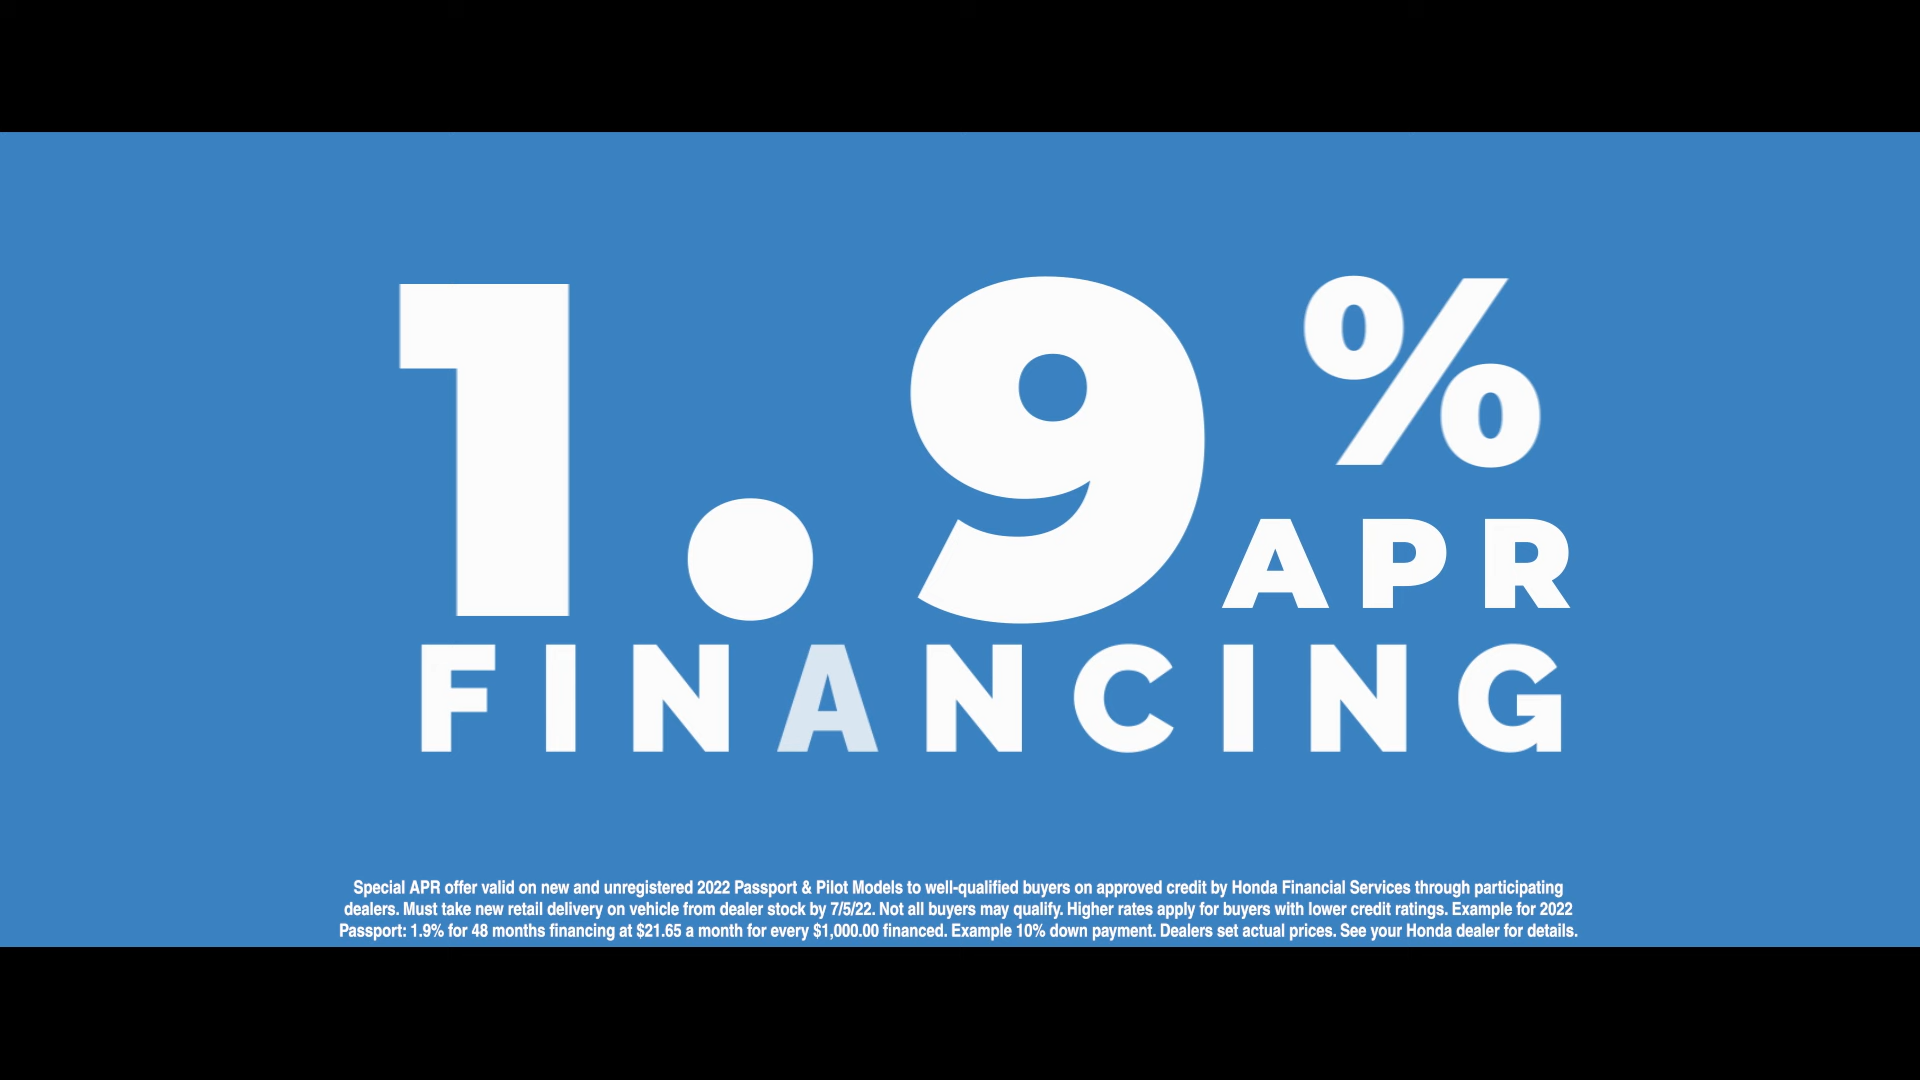 1.9%
APR
FINANCING
Special APR offer valid on new and unregistered 2022 Passport & Pilot Models to well-qualified buyers on approved credit by Honda Financial Services through participating
dealers. Must take new retail delivery on vehicle from dealer stock by 7/5/22. Not all buyers may qualify. Higher rates apply for buyers with lower credit ratings. Example for 2022
Passport: 1.9% for 48 months financing at $21.65 a month for every $1,000.00 financed. Example 10% down payment. Dealers set actual prices. See your Honda dealer for details.